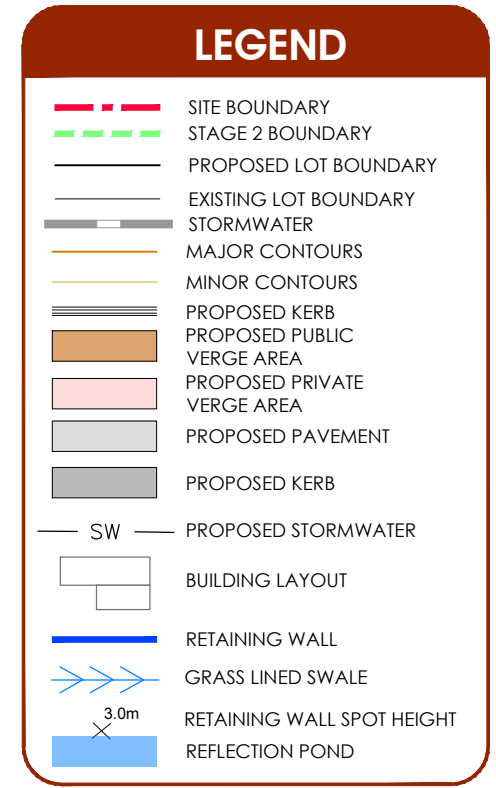 LEGEND
SITE BOUNDARY
STAGE 2 BOUNDARY
PROPOSED LOT BOUNDARY
EXISTING LOT BOUNDARY
STORMWATER
MAJOR CONTOURS
MINOR CONTOURS
PROPOSED KERB
PROPOSED PUBLIC
VERGE AREA
PROPOSED PRIVATE
VERGE AREA
PROPOSED PAVEMENT
PROPOSED KERB
SW PROPOSED STORMWATER
BUILDING LAYOUT
RETAINING WALL
GRASS LINED SWALE
3.0m RETAINING WALL SPOT HEIGHT
REFLECTION POND